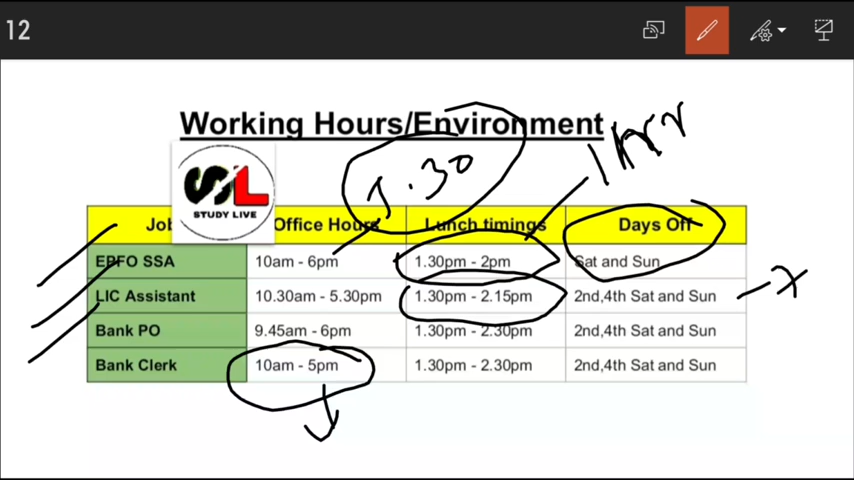 12
Working Hours/Environment
SL
STUDY LIVE
Office Hours Lunch timings Days Off
EPFO SSA 10am - 6pm 1.30pm - 2pm Sat and Sun
LIC Assistant 10.30am - 5.30pm 1.30pm - 2.15pm 2nd,4th Sat and Sun
Bank PO 9.45am - 6pm 1.30pm - 2.30pm 2nd,4th Sat and Sun
Bank Clerk 10am - 5pm 1.30pm - 2.30pm 2nd,4th Sat and Sun